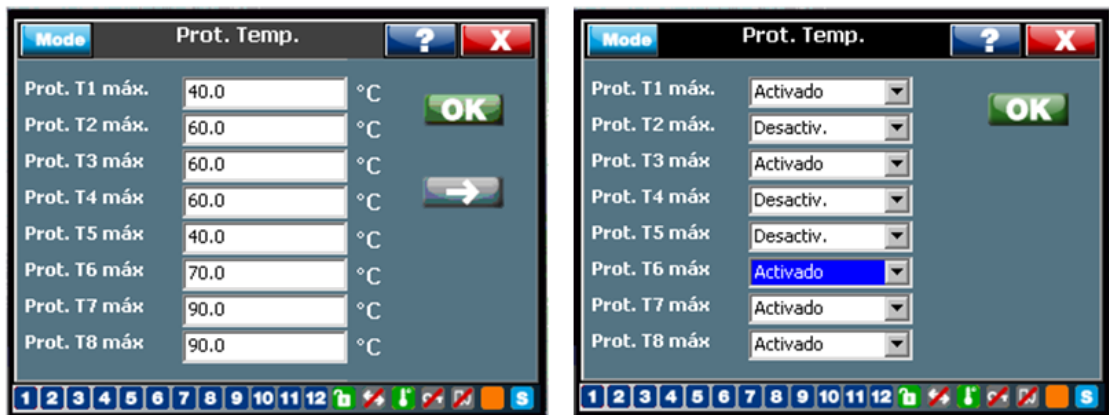 Mode Prot. Temp. ? X
Prot. T1 máx. 40.0 °C OK
Prot. T2 máx. 60.0 °C
Prot. T3 máx 60.0 °C
Prot. T4 máx 60.0 °C
Prot. T5 máx 40.0 °C
Prot. T6 máx 70.0 °C
Prot. T7 máx 90.0 °C
Prot. T8 máx 90.0 °C
1 2 3 4 5 6 7 8 9 10 11 12 S
Mode Prot. Temp. ? X
Prot. T1 máx. Activado OK
Prot. T2 máx. Desactiv.
Prot. T3 máx Activado
Prot. T4 máx Desactiv.
Prot. T5 máx Desactiv.
Prot. T6 máx Activado
Prot. T7 máx Activado
Prot. T8 máx Activado
1 2 3 4 5 6 7 8 9 10 11 12 S